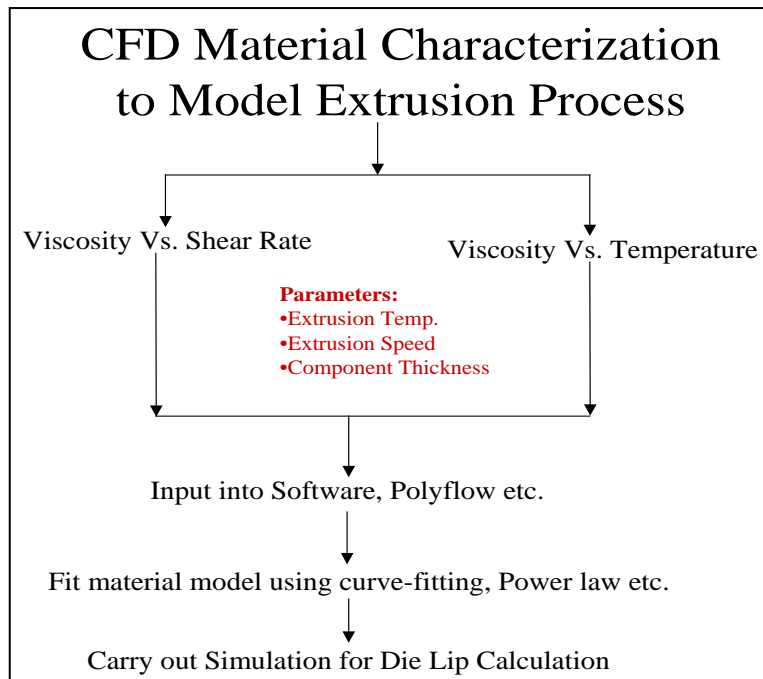 CFD Material Characterization
to Model Extrusion Process
Viscosity Vs. Shear Rate
Viscosity Vs. Temperature
Parameters:
•Extrusion Temp.
•Extrusion Speed
•Component Thickness
Input into Software, Polyflow etc.
Fit material model using curve-fitting, Power law etc.
Carry out Simulation for Die Lip Calculation